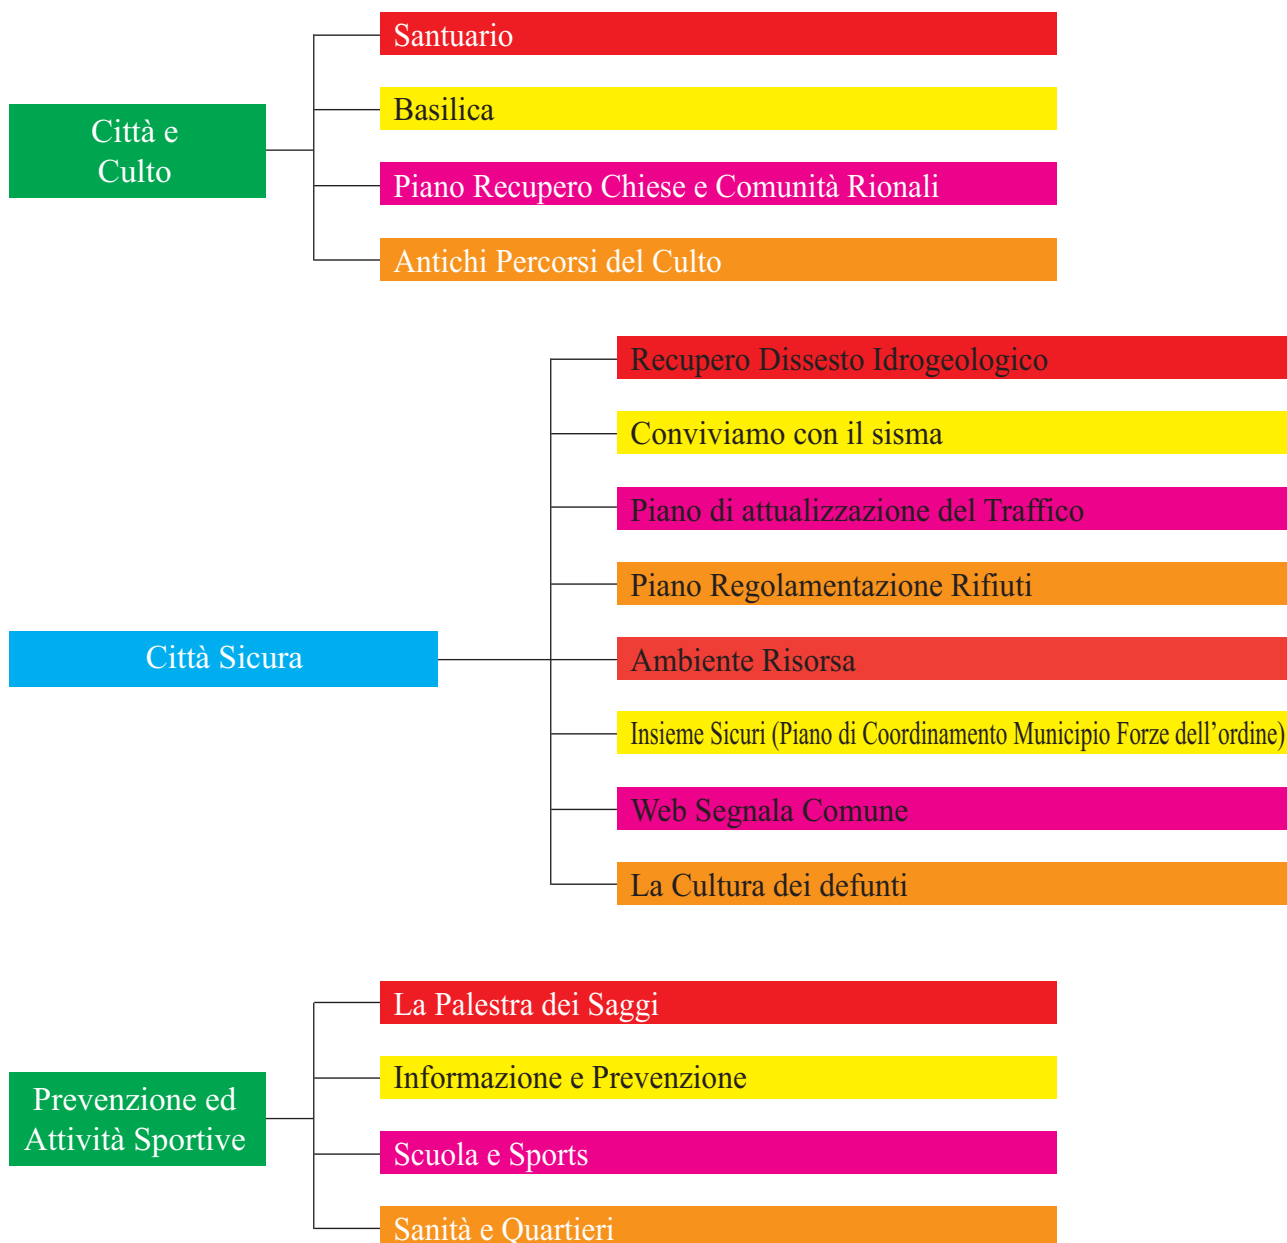 Città e
Culto
Santuario
Basilica
Piano Recupero Chiese e Comunità Rionali
Antichi Percorsi del Culto
Città Sicura
Recupero Dissesto Idrogeologico
Conviviamo con il sisma
Piano di attualizzazione del Traffico
Piano Regolamentazione Rifiuti
Ambiente Risorsa
Insieme Sicuri (Piano di Coordinamento Municipio Forze dell’ordine)
Web Segnala Comune
La Cultura dei defunti
Prevenzione ed
Attività Sportive
La Palestra dei Saggi
Informazione e Prevenzione
Scuola e Sports
Sanità e Quartieri